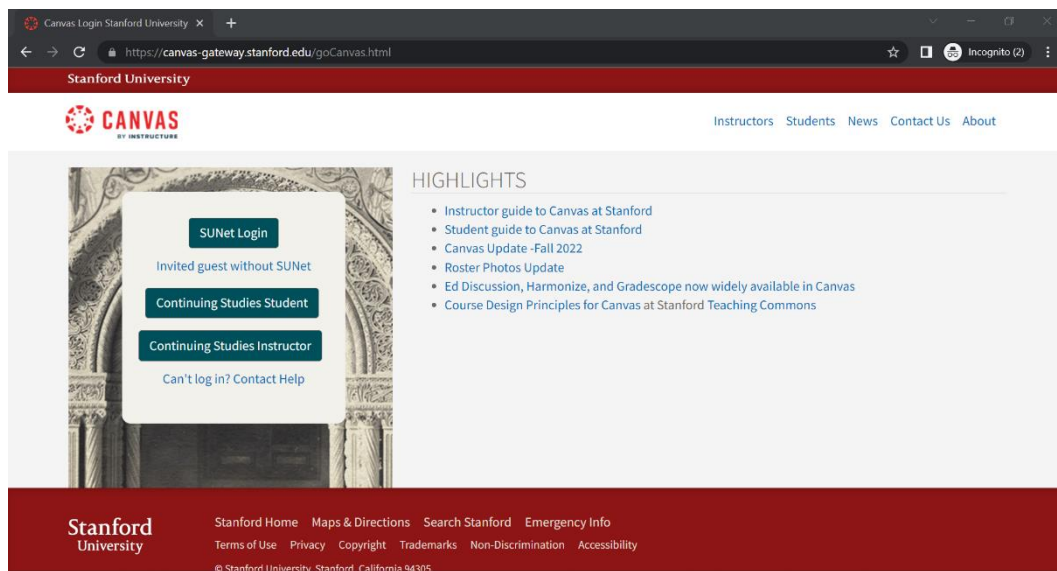 Canvas Login Stanford University
https://canvas-gateway.stanford.edu/goCanvas.html
Incognito (2)
Stanford University
CANVAS
BY INSTRUCTURE
Instructors Students News Contact Us About
SUNet Login
Invited guest without SUNet
Continuing Studies Student
Continuing Studies Instructor
Can't log in? Contact Help
HIGHLIGHTS
Instructor guide to Canvas at Stanford
Student guide to Canvas at Stanford
Canvas Update -Fall 2022
Roster Photos Update
Ed Discussion, Harmonize, and Gradescope now widely available in Canvas
Course Design Principles for Canvas at Stanford Teaching Commons
Stanford
University
Stanford Home Maps & Directions Search Stanford Emergency Info
Terms of Use Privacy Copyright Trademarks Non-Discrimination Accessibility
© Stanford University, Stanford, California 94305